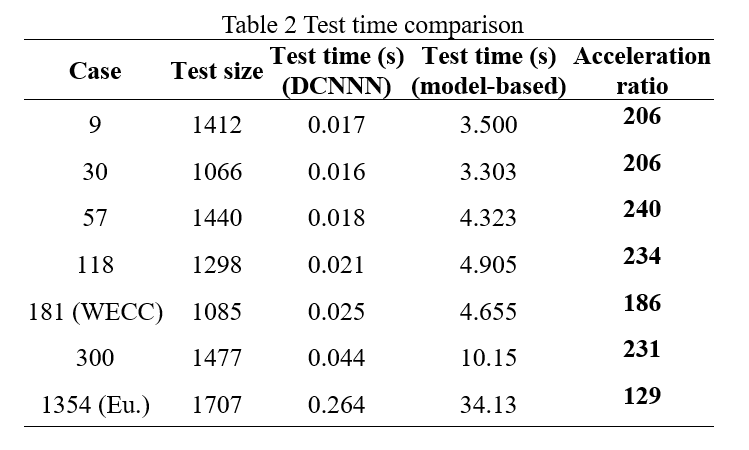 Table 2 Test time comparison
Case Test size Test time (s) (DCNNN) Test time (s) (model-based) Acceleration ratio
9 1412 0.017 3.500 206
30 1066 0.016 3.303 206
57 1440 0.018 4.323 240
118 1298 0.021 4.905 234
181 (WECC) 1085 0.025 4.655 186
300 1477 0.044 10.15 231
1354 (Eu.) 1707 0.264 34.13 129